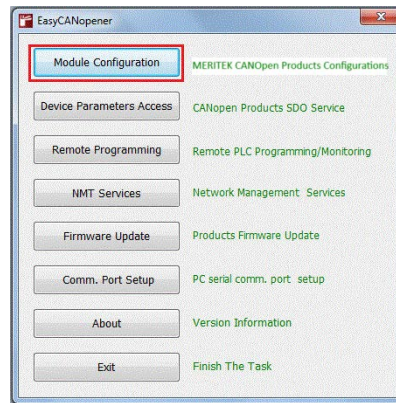 EasyCANopener
Module Configuration MERITEK CANOpen Products Configurations
Device Parameters Access CANopen Products SDO Service
Remote Programming Remote PLC Programming/Monitoring
NMT Services Network Management Services
Firmware Update Products Firmware Update
Comm. Port Setup PC serial comm. port setup
About Version Information
Exit Finish The Task